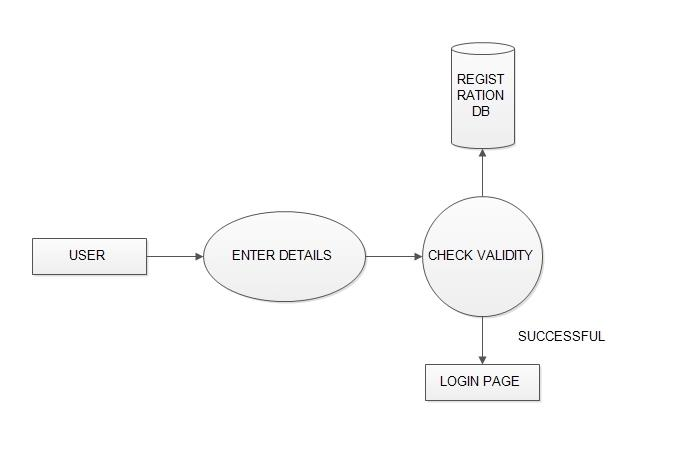 REGIST
RATION
DB
USER
ENTER DETAILS
CHECK VALIDITY
SUCCESSFUL
LOGIN PAGE